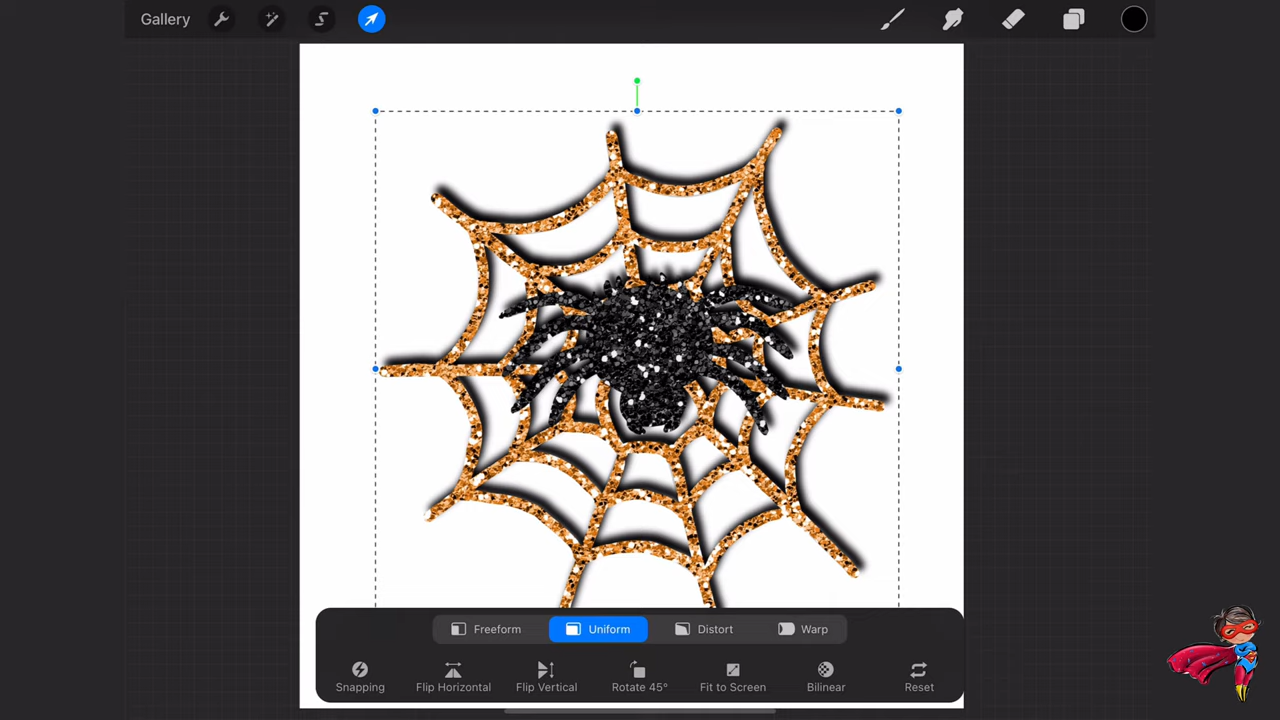 Gallery
Freeform Uniform Distort Warp
Snapping Flip Horizontal Flip Vertical Rotate 45° Fit to Screen Bilinear Reset